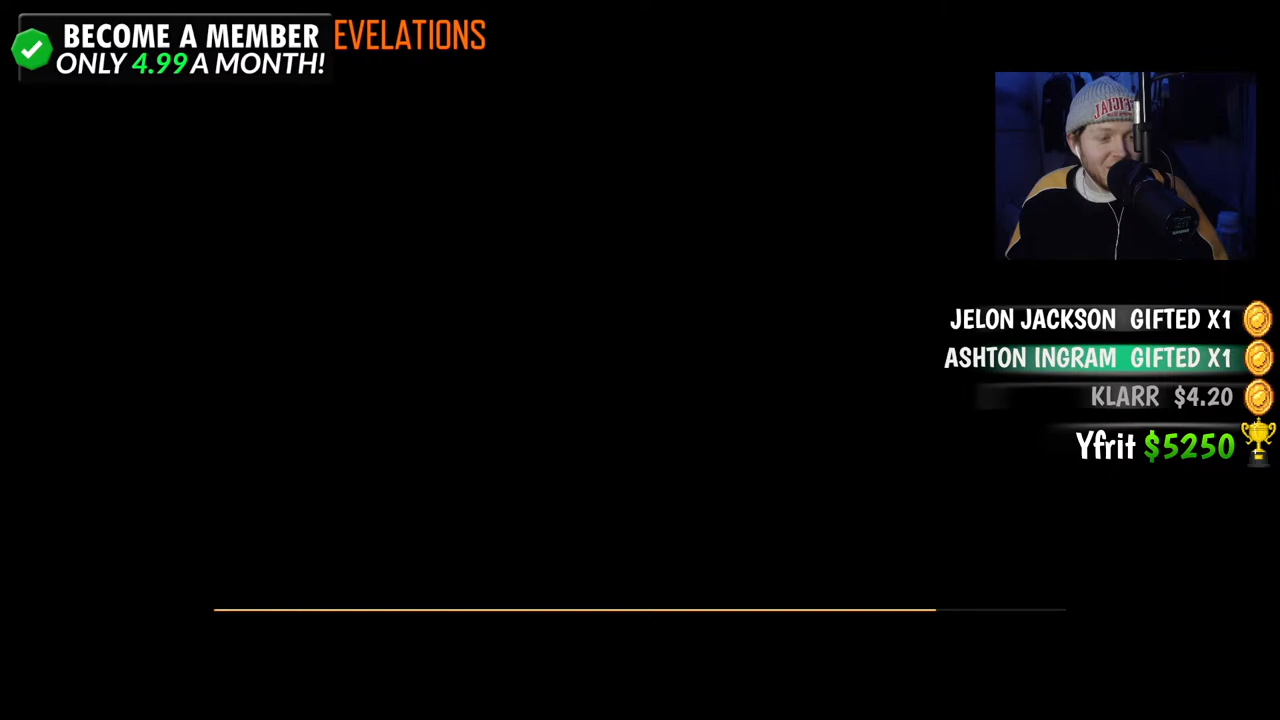 BECOME A MEMBER
ONLY 4.99 A MONTH!
EVELATIONS
JELON JACKSON GIFTED X1
ASHTON INGRAM GIFTED X1
KLARR $4.20
Yfrit $5250